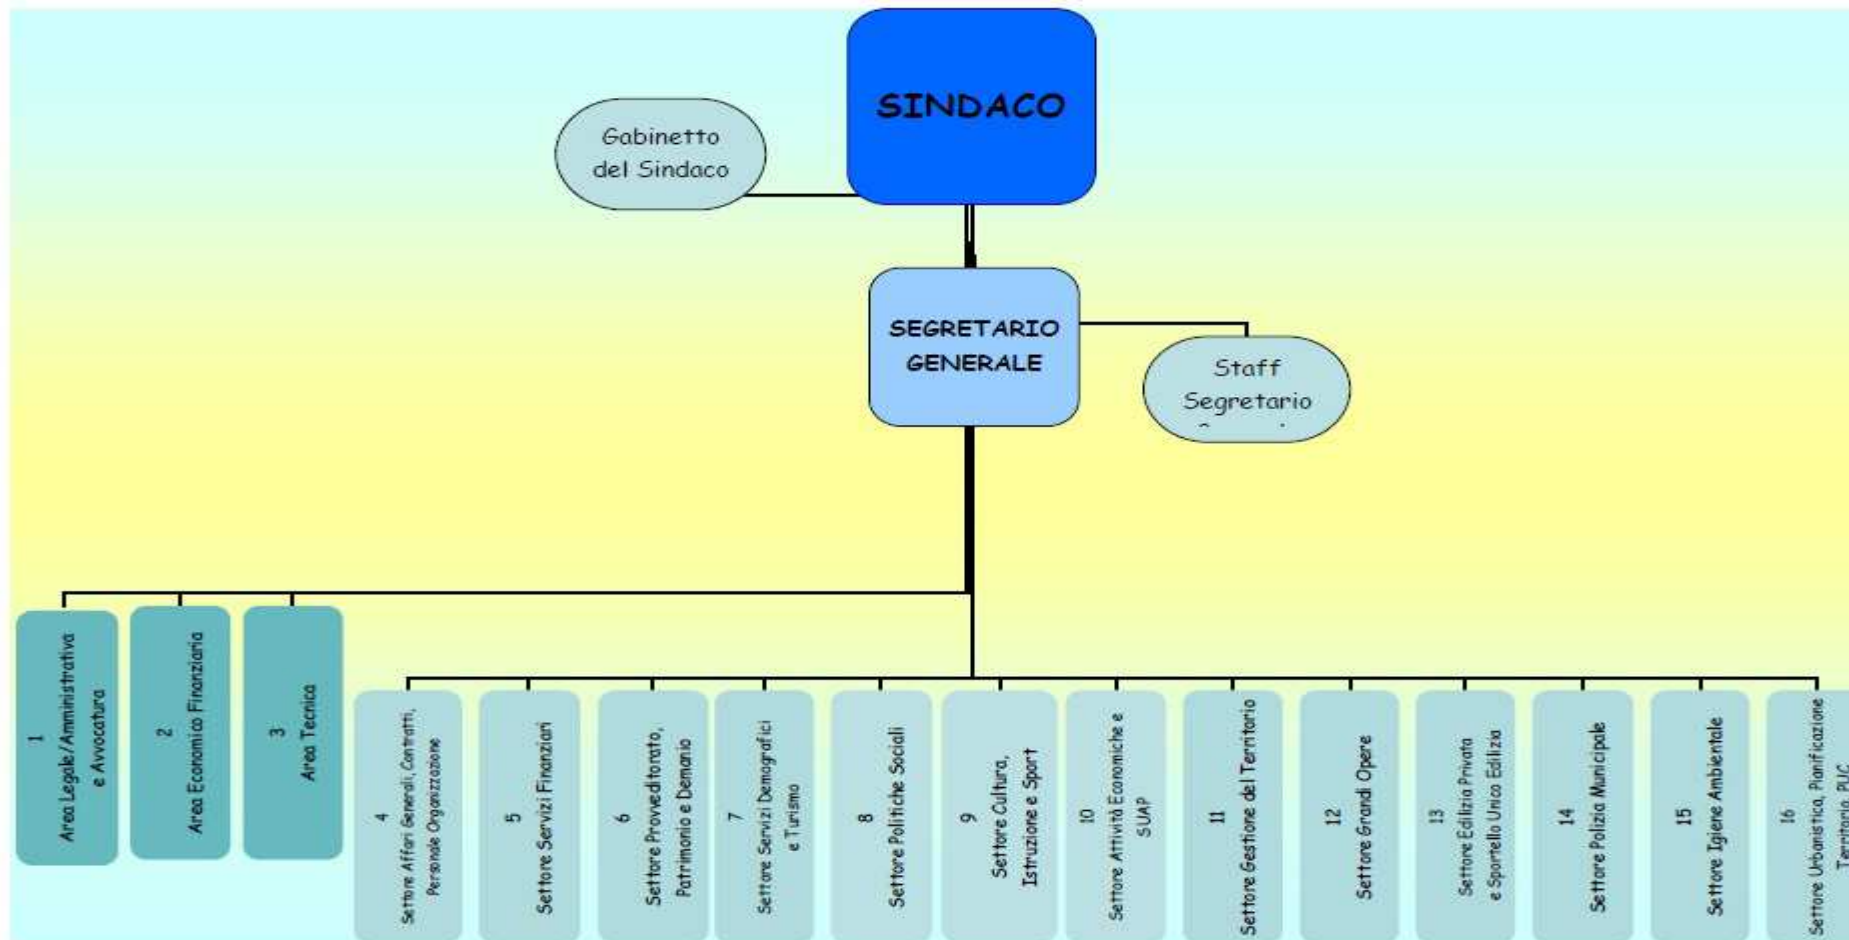 SINDACO
Gabinetto
del Sindaco
SEGRETARIO
GENERALE
Staff
Segretario
1
Area Legale/Amministrativa
e Avvocatura
2
Area Economico Finanziaria
3
Area Tecnica
4
Settore Affari Generali, Contratti,
Personale Organizzazione
5
Settore Servizi Finanziari
6
Settore Proveditorato,
Patrimonio e Demanio
7
Settore Servizi Demografici
e Turismo
8
Settore Politiche Sociali
9
Settore Cultura,
Istruzione e Sport
10
Settore Attività Economiche e
SUAP
11
Settore Gestione del Territorio
12
Settore Grandi Opere
13
Settore Edilizia Privata
e Sportello Unico Edilizia
14
Settore Polizia Municipale
15
Settore Igiene Ambientale
16
Settore Urbanistica, Pianificazione
Territorio, PUC